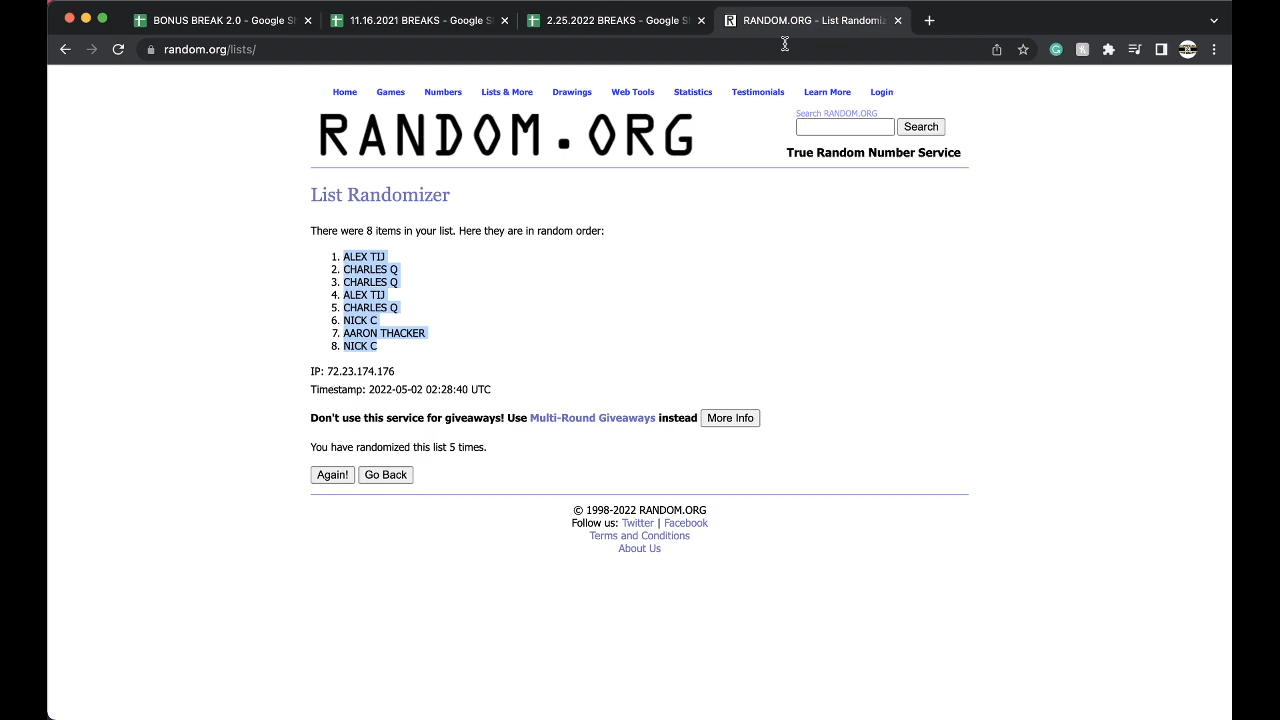 BONUS BREAK 2.0 - Google S
11.16.2021 BREAKS - Google S
2.25.2022 BREAKS - Google S
RANDOM.ORG - List Randomiz
random.org/lists/
Home Games Numbers Lists & More Drawings Web Tools Statistics Testimonials Learn More Login
RANDOM.ORG
Search RANDOM.ORG
Search
True Random Number Service
List Randomizer
There were 8 items in your list. Here they are in random order:
1. ALEX TIJ
2. CHARLES Q
3. CHARLES Q
4. ALEX TIJ
5. CHARLES Q
6. NICK C
7. AARON THACKER
8. NICK C
IP: 72.23.174.176
Timestamp: 2022-05-02 02:28:40 UTC
Don't use this service for giveaways! Use Multi-Round Giveaways instead More Info
You have randomized this list 5 times.
Again! Go Back
© 1998-2022 RANDOM.ORG
Follow us: Twitter | Facebook
Terms and Conditions
About Us